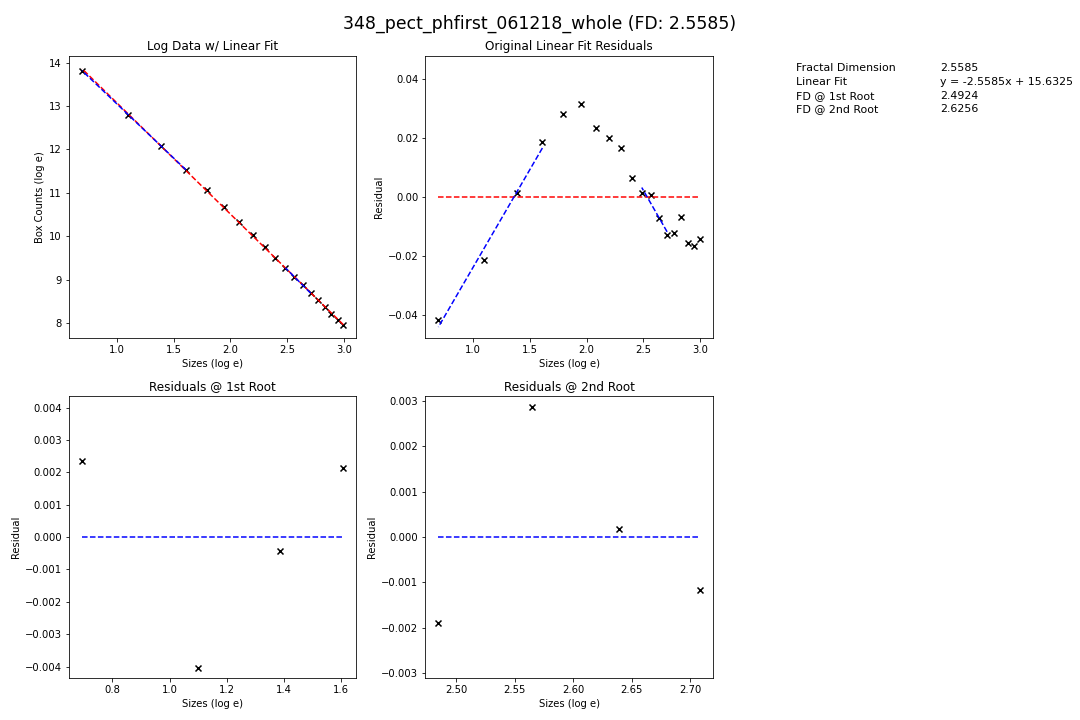 348_pect_phfirst_061218_whole (FD: 2.5585)
Log Data w/ Linear Fit
14
13
12
11
10
9
8
Box Counts (log e)
1.0 1.5 2.0 2.5 3.0
Sizes (log e)
Original Linear Fit Residuals
0.04
0.02
0.00
−0.02
−0.04
Residual
1.0 1.5 2.0 2.5 3.0
Sizes (log e)
Fractal Dimension 2.5585
Linear Fit y = -2.5585x + 15.6325
FD @ 1st Root 2.4924
FD @ 2nd Root 2.6256
Residuals @ 1st Root
0.004
0.003
0.002
0.001
0.000
−0.001
−0.002
−0.003
−0.004
Residual
0.8 1.0 1.2 1.4 1.6
Sizes (log e)
Residuals @ 2nd Root
0.003
0.002
0.001
0.000
−0.001
−0.002
−0.003
Residual
2.50 2.55 2.60 2.65 2.70
Sizes (log e)